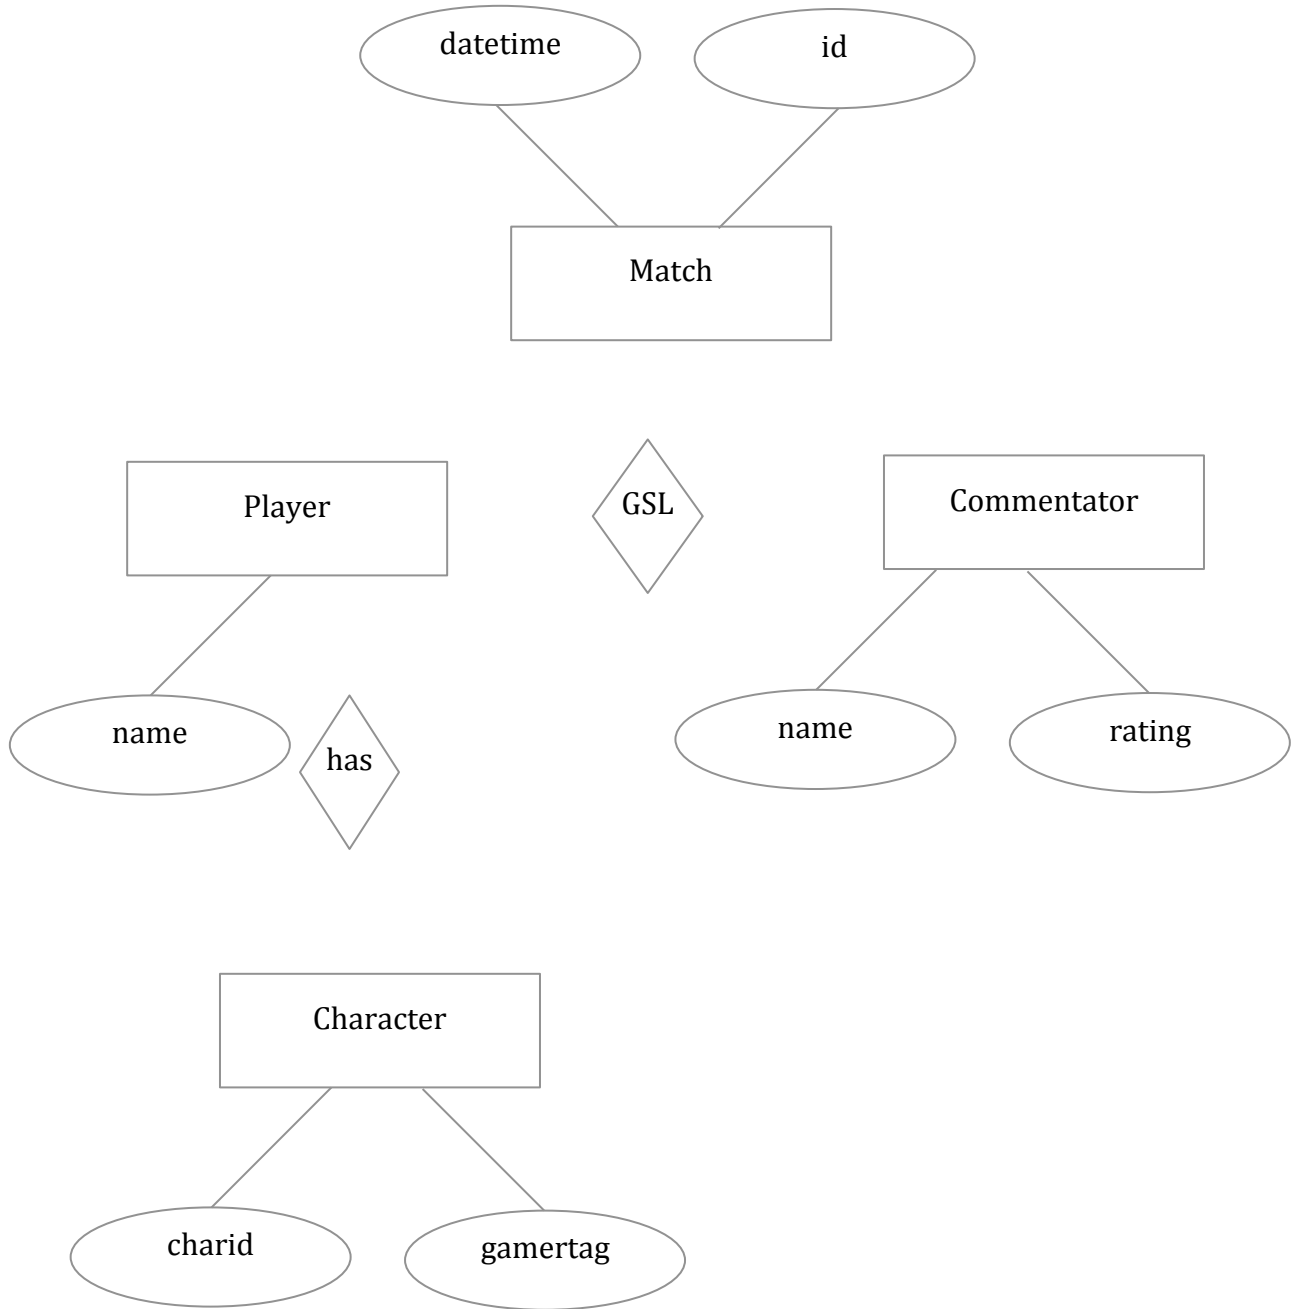 datetime
id
Match
Player
GSL
Commentator
name
has
name
rating
Character
charid
gamertag